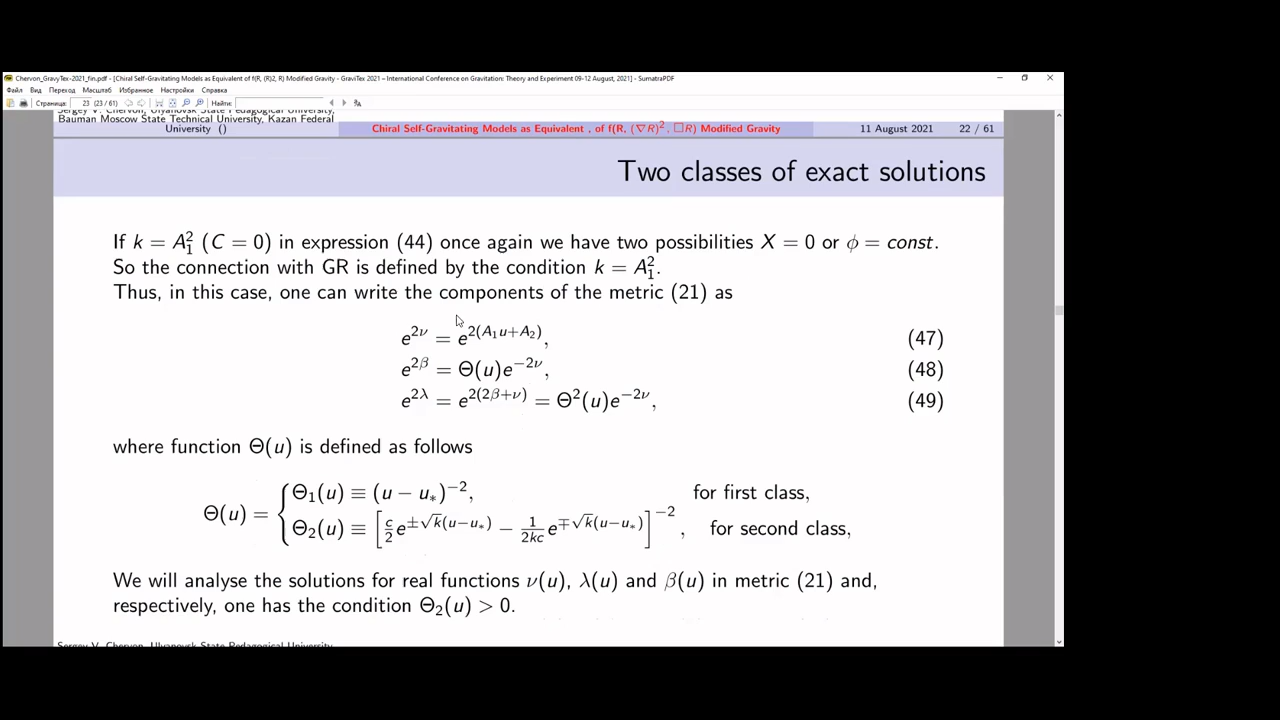 Chervon_GravyTex-2021_fin.pdf - [Chiral Self-Gravitating Models as Equivalent of f(R, (R)2, R) Modified Gravity - GraviTex 2021 – International Conference on Gravitation: Theory and Experiment 09-12 August, 2021] - SumatraPDF
Файл Вид Переход Масштаб Избранное Настройки Справка
Страница: 23 (23 / 61) Найти:
Sergey V. Chervon, Ulyanovsk State Pedagogical University,
Bauman Moscow State Technical University, Kazan Federal
University () Chiral Self-Gravitating Models as Equivalent , of f(R, (∇R)², □R) Modified Gravity 11 August 2021 22 / 61
Two classes of exact solutions
If k = A₁² (C = 0) in expression (44) once again we have two possibilities X = 0 or ϕ = const.
So the connection with GR is defined by the condition k = A₁².
Thus, in this case, one can write the components of the metric (21) as
e^{2ν} = e^{2(A₁u+A₂)}, (47)
e^{2β} = Θ(u)e^{−2ν}, (48)
e^{2λ} = e^{2(2β+ν)} = Θ²(u)e^{−2ν}, (49)
where function Θ(u) is defined as follows
Θ(u) = { Θ₁(u) ≡ (u − u_*)^{−2}, for first class,
Θ₂(u) ≡ [c/2 e^{±√k(u−u_*)} − 1/2kc e^{∓√k(u−u_*)}]^{−2}, for second class,
We will analyse the solutions for real functions ν(u), λ(u) and β(u) in metric (21) and,
respectively, one has the condition Θ₂(u) > 0.
Sergey V. Chervon, Ulyanovsk State Pedagogical University,